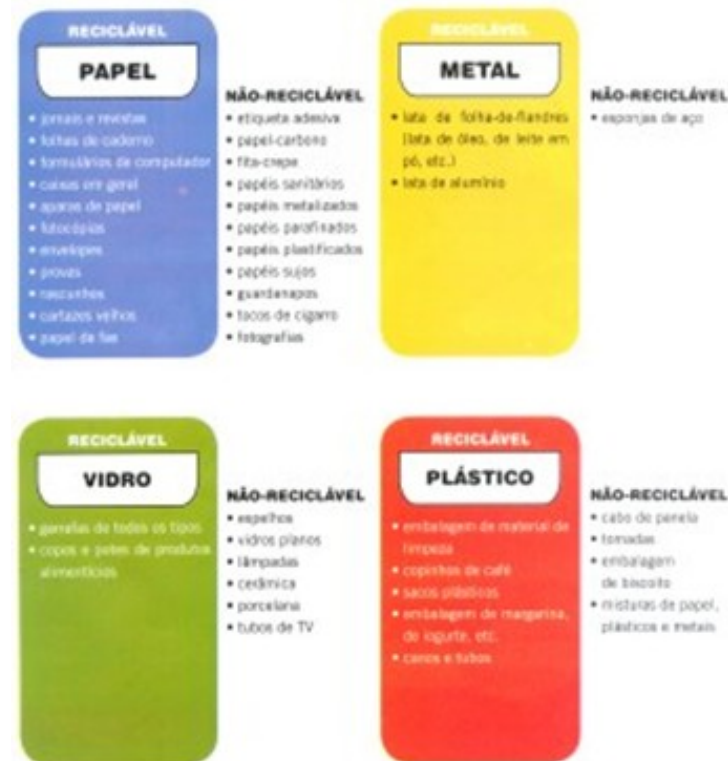 RECICLÁVEL
PAPEL
• jornais e revistas
• folhas de caderno
• formulários de computador
• caixas em geral
• aparas de papel
• fotocópias
• envelopes
• provas
• rascunhos
• cartazes velhos
• papel de fax
NÃO-RECICLÁVEL
• etiqueta adesiva
• papel-carbono
• fita-crepe
• papéis sanitários
• papéis metalizados
• papéis parafinados
• papéis plastificados
• papéis sujos
• guardanapos
• tocos de cigarro
• fotografias
RECICLÁVEL
METAL
• lata de folha-de-flandres
(lata de óleo, de leite em
pó, etc.)
• lata de alumínio
NÃO-RECICLÁVEL
• esponjas de aço
RECICLÁVEL
VIDRO
• garrafas de todos os tipos
• copos e potes de produtos
alimentícios
NÃO-RECICLÁVEL
• espelhos
• vidros planos
• lâmpadas
• cerâmica
• porcelana
• tubos de TV
RECICLÁVEL
PLÁSTICO
• embalagem de material de
limpeza
• copinhos de café
• sacos plásticos
• embalagem de margarina,
de iogurte, etc.
• canos e tubos
NÃO-RECICLÁVEL
• cabo de panela
• tomadas
• embalagem
de biscoito
• misturas de papel,
plásticos e metais